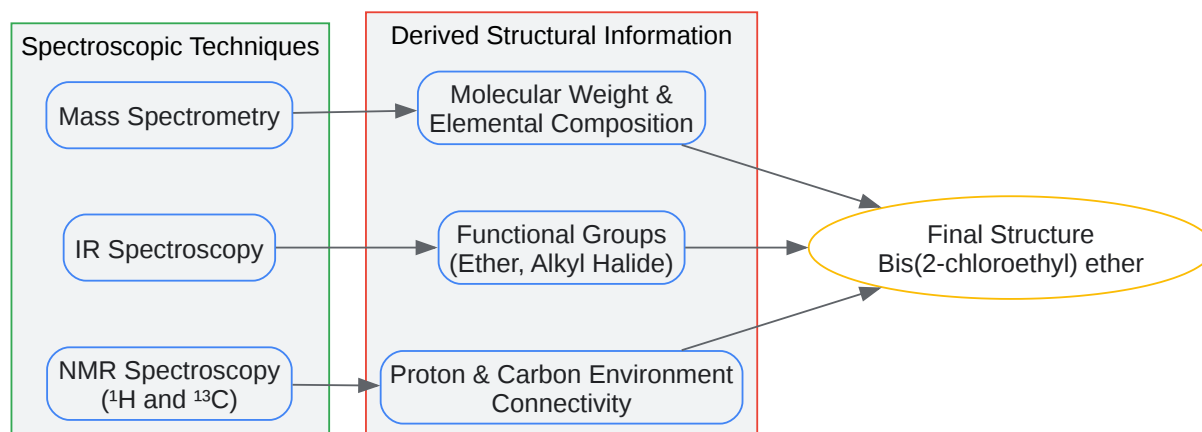 Spectroscopic Techniques
Mass Spectrometry
IR Spectroscopy
NMR Spectroscopy
(¹H and ¹³C)
Derived Structural Information
Molecular Weight &
Elemental Composition
Functional Groups
(Ether, Alkyl Halide)
Proton & Carbon Environment
Connectivity
Final Structure
Bis(2-chloroethyl) ether